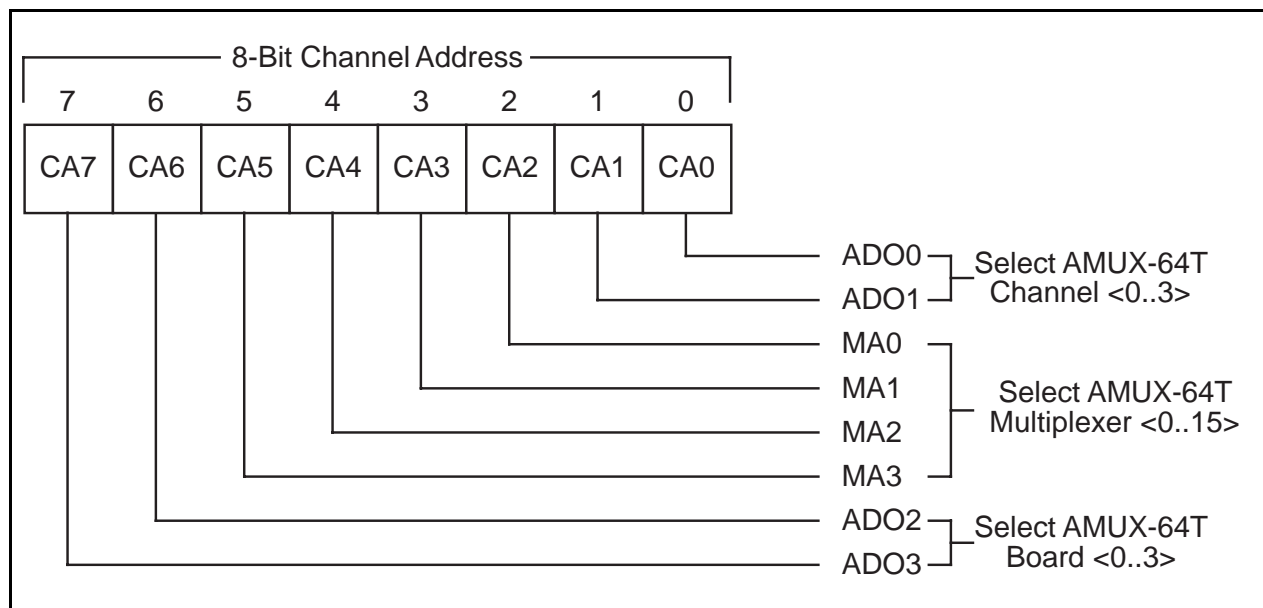 8-Bit Channel Address
7 6 5 4 3 2 1 0
CA7 CA6 CA5 CA4 CA3 CA2 CA1 CA0
ADO0
ADO1
Select AMUX-64T
Channel <0..3>
MA0
MA1
MA2
MA3
Select AMUX-64T
Multiplexer <0..15>
ADO2
ADO3
Select AMUX-64T
Board <0..3>